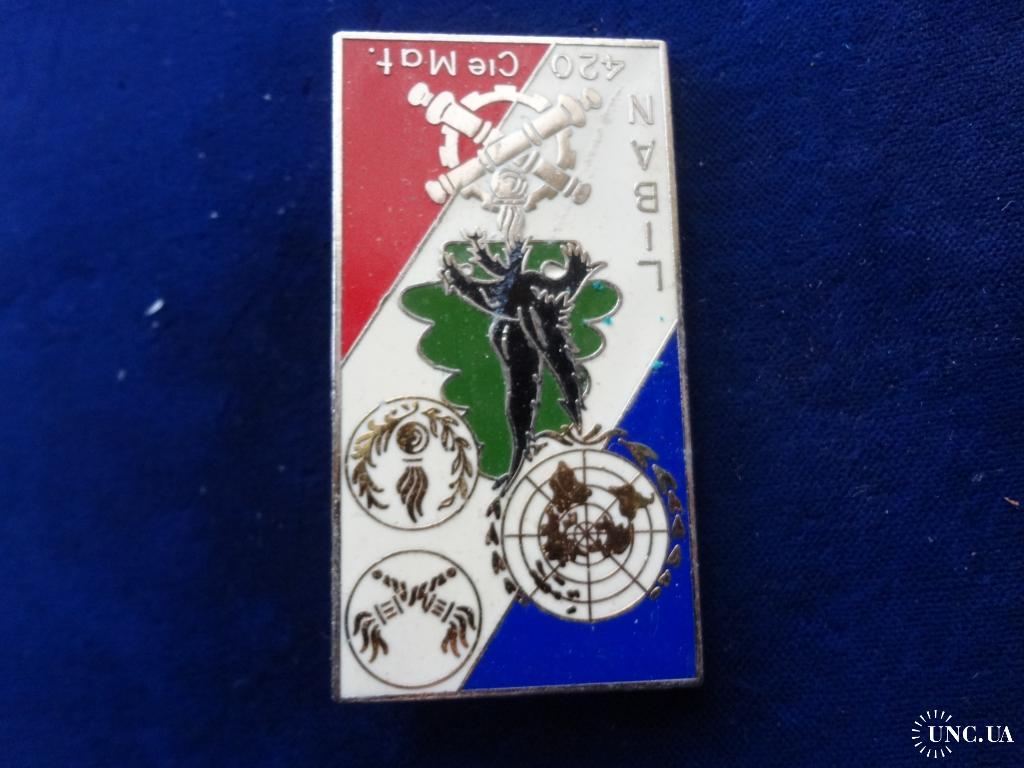 LIBAN
420 Cie Mat.
UNC.UA